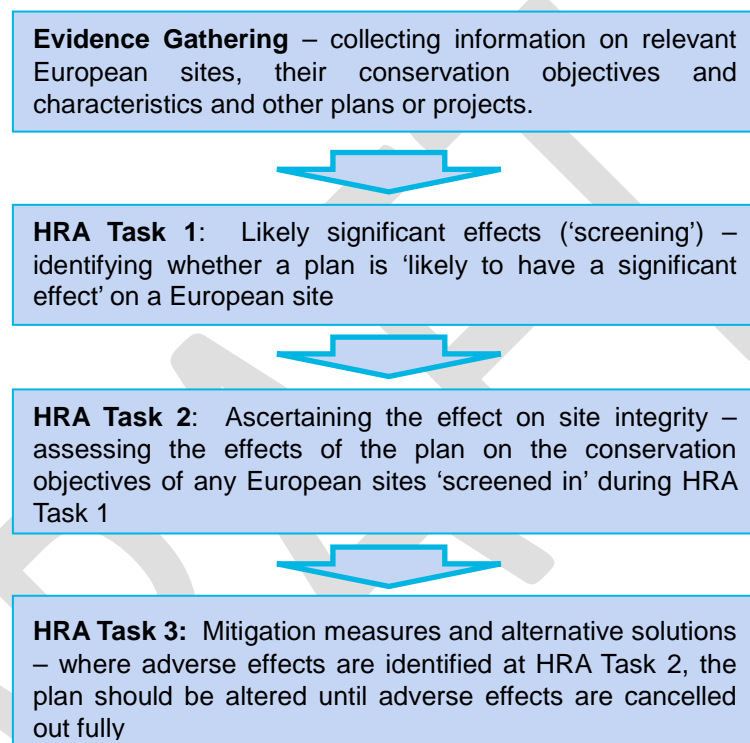 Evidence Gathering – collecting information on relevant
European sites, their conservation objectives and
characteristics and other plans or projects.
HRA Task 1:  Likely significant effects (‘screening’) –
identifying whether a plan is ‘likely to have a significant
effect’ on a European site
HRA Task 2:  Ascertaining the effect on site integrity –
assessing the effects of the plan on the conservation
objectives of any European sites ‘screened in’ during HRA
Task 1
HRA Task 3:  Mitigation measures and alternative solutions
– where adverse effects are identified at HRA Task 2, the
plan should be altered until adverse effects are cancelled
out fully